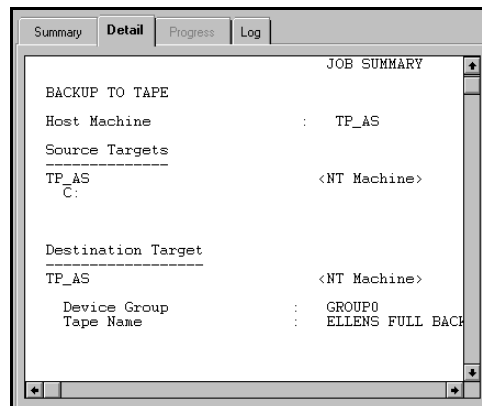 Summary Detail Progress Log
JOB SUMMARY
BACKUP TO TAPE
Host Machine : TP_AS
Source Targets
TP_AS <NT Machine>
C:
Destination Target
TP_AS <NT Machine>
Device Group : GROUP0
Tape Name : ELLENS FULL BACK